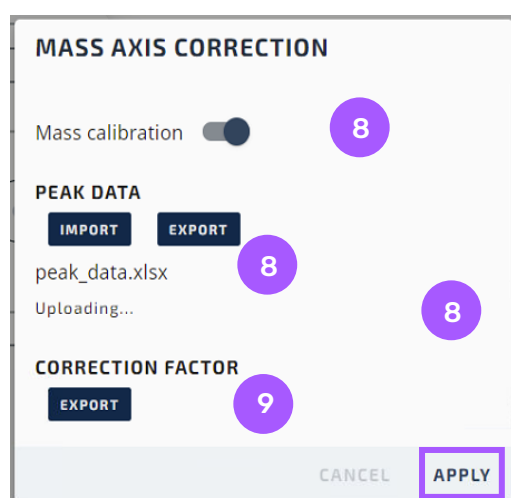 MASS AXIS CORRECTION
Mass calibration 8
PEAK DATA
IMPORT EXPORT
8
peak_data.xlsx
Uploading...
8
CORRECTION FACTOR
EXPORT 9
CANCEL APPLY